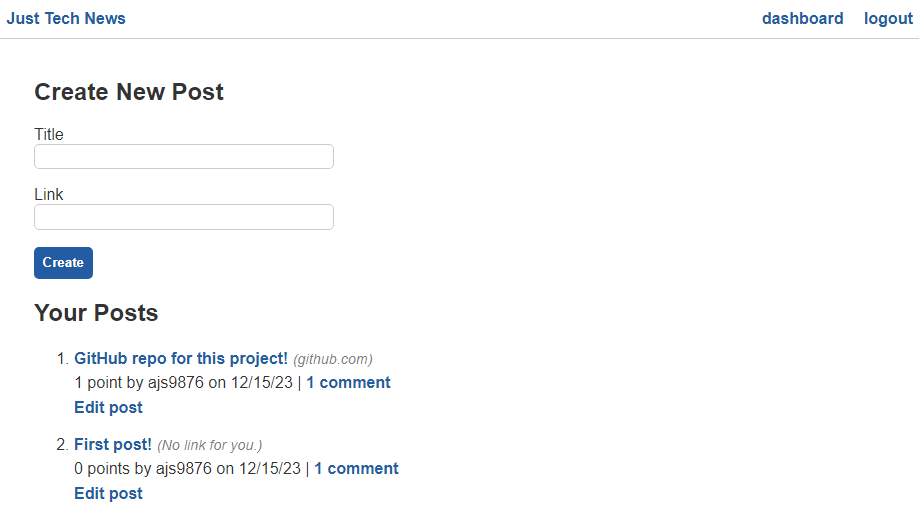 Just Tech News dashboard logout
Create New Post
Title
Link
Create
Your Posts
1. GitHub repo for this project! (github.com)
1 point by ajs9876 on 12/15/23 | 1 comment
Edit post
2. First post! (No link for you.)
0 points by ajs9876 on 12/15/23 | 1 comment
Edit post